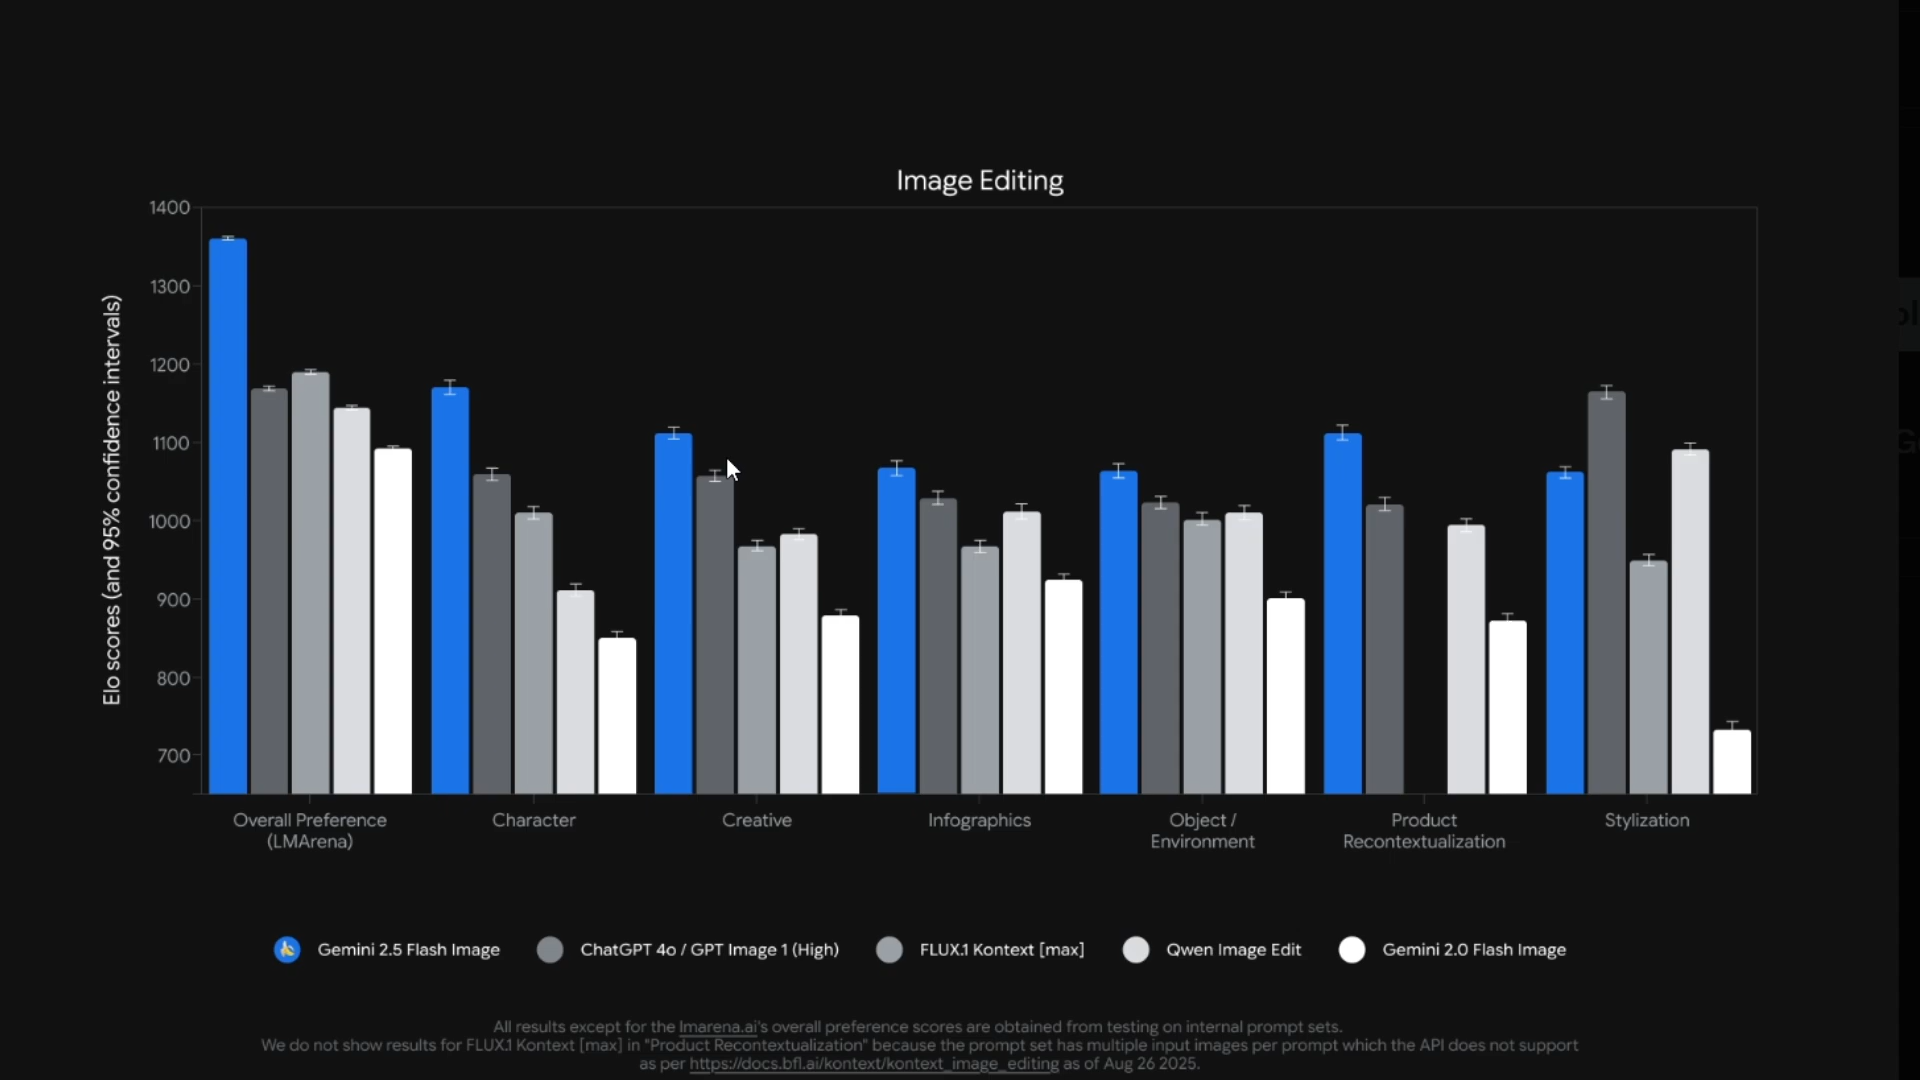 Image Editing
1400
1300
1200
1100
1000
900
800
700
Elo scores (and 95% confidence intervals)
Overall Preference
(LMArena)
Character
Creative
Infographics
Object /
Environment
Product
Recontextualization
Stylization
Gemini 2.5 Flash Image
ChatGPT 4o / GPT Image 1 (High)
FLUX.1 Kontext [max]
Qwen Image Edit
Gemini 2.0 Flash Image
All results except for the lmarena.ai's overall preference scores are obtained from testing on internal prompt sets.
We do not show results for FLUX.1 Kontext [max] in "Product Recontextualization" because the prompt set has multiple input images per prompt which the API does not support
as per https://docs.bfl.ai/kontext/kontext_image_editing as of Aug 26 2025.